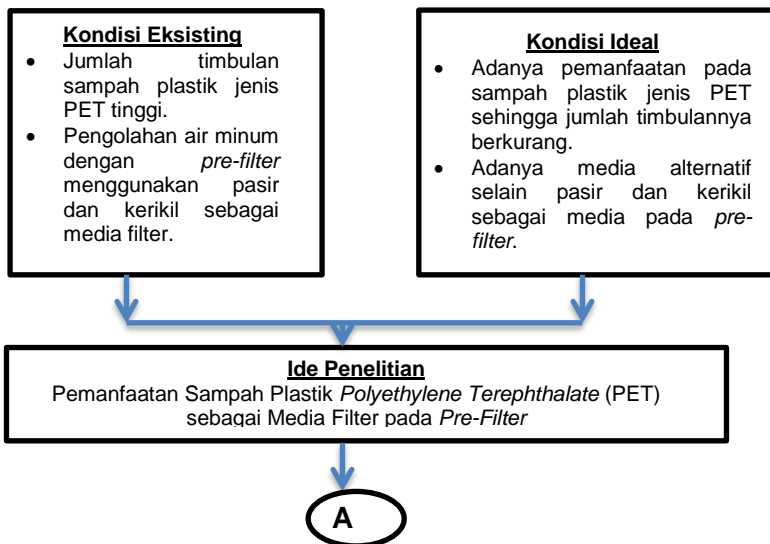 Kondisi Eksisting
• Jumlah timbulan
sampah plastik jenis
PET tinggi.
• Pengolahan air minum
dengan pre-filter
menggunakan pasir
dan kerikil sebagai
media filter.
Kondisi Ideal
• Adanya pemanfaatan pada
sampah plastik jenis PET
sehingga jumlah timbulannya
berkurang.
• Adanya media alternatif
selain pasir dan kerikil
sebagai media pada pre-
filter.
Ide Penelitian
Pemanfaatan Sampah Plastik Polyethylene Terephthalate (PET)
sebagai Media Filter pada Pre-Filter
A